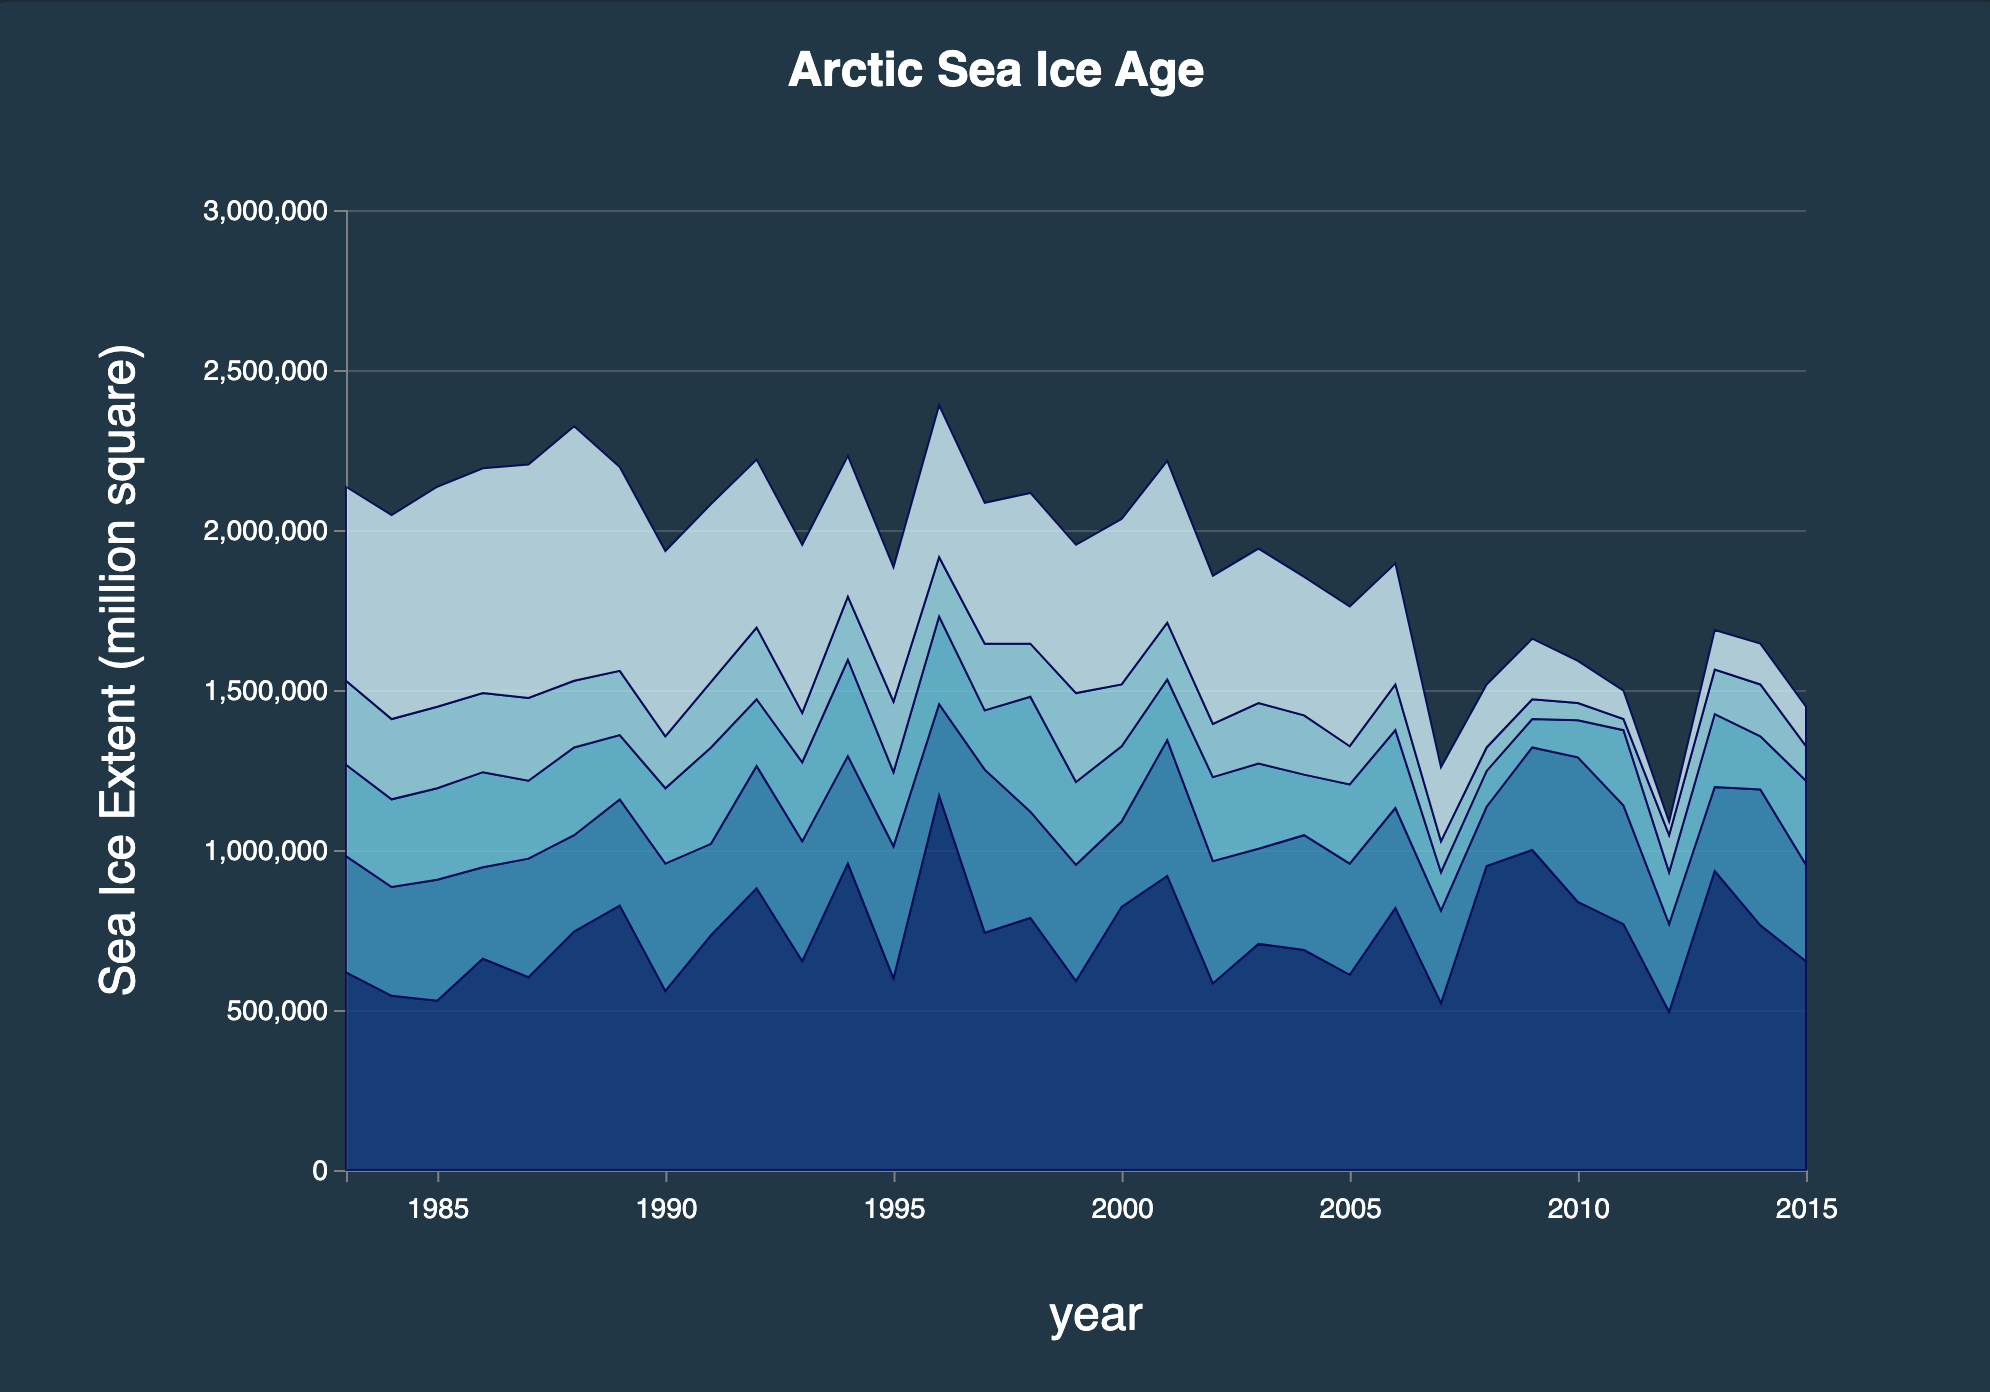 Arctic Sea Ice Age
Sea Ice Extent (million square)
3,000,000
2,500,000
2,000,000
1,500,000
1,000,000
500,000
0
1985 1990 1995 2000 2005 2010 2015
year